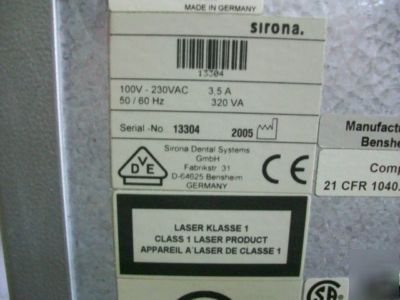 MADE IN GERMANY
sirona.
13304
100V - 230VAC 3,5 A
50 / 60 Hz 320 VA
Serial-No 13304 2005
Sirona Dental Systems
GmbH
Fabrikstr 31
D-64625 Bensheim
GERMANY
DVE
CE
Manufact
Benshe
Comp
21 CFR 1040.
LASER KLASSE 1
CLASS 1 LASER PRODUCT
APPAREIL A´LASER DE CLASSE 1